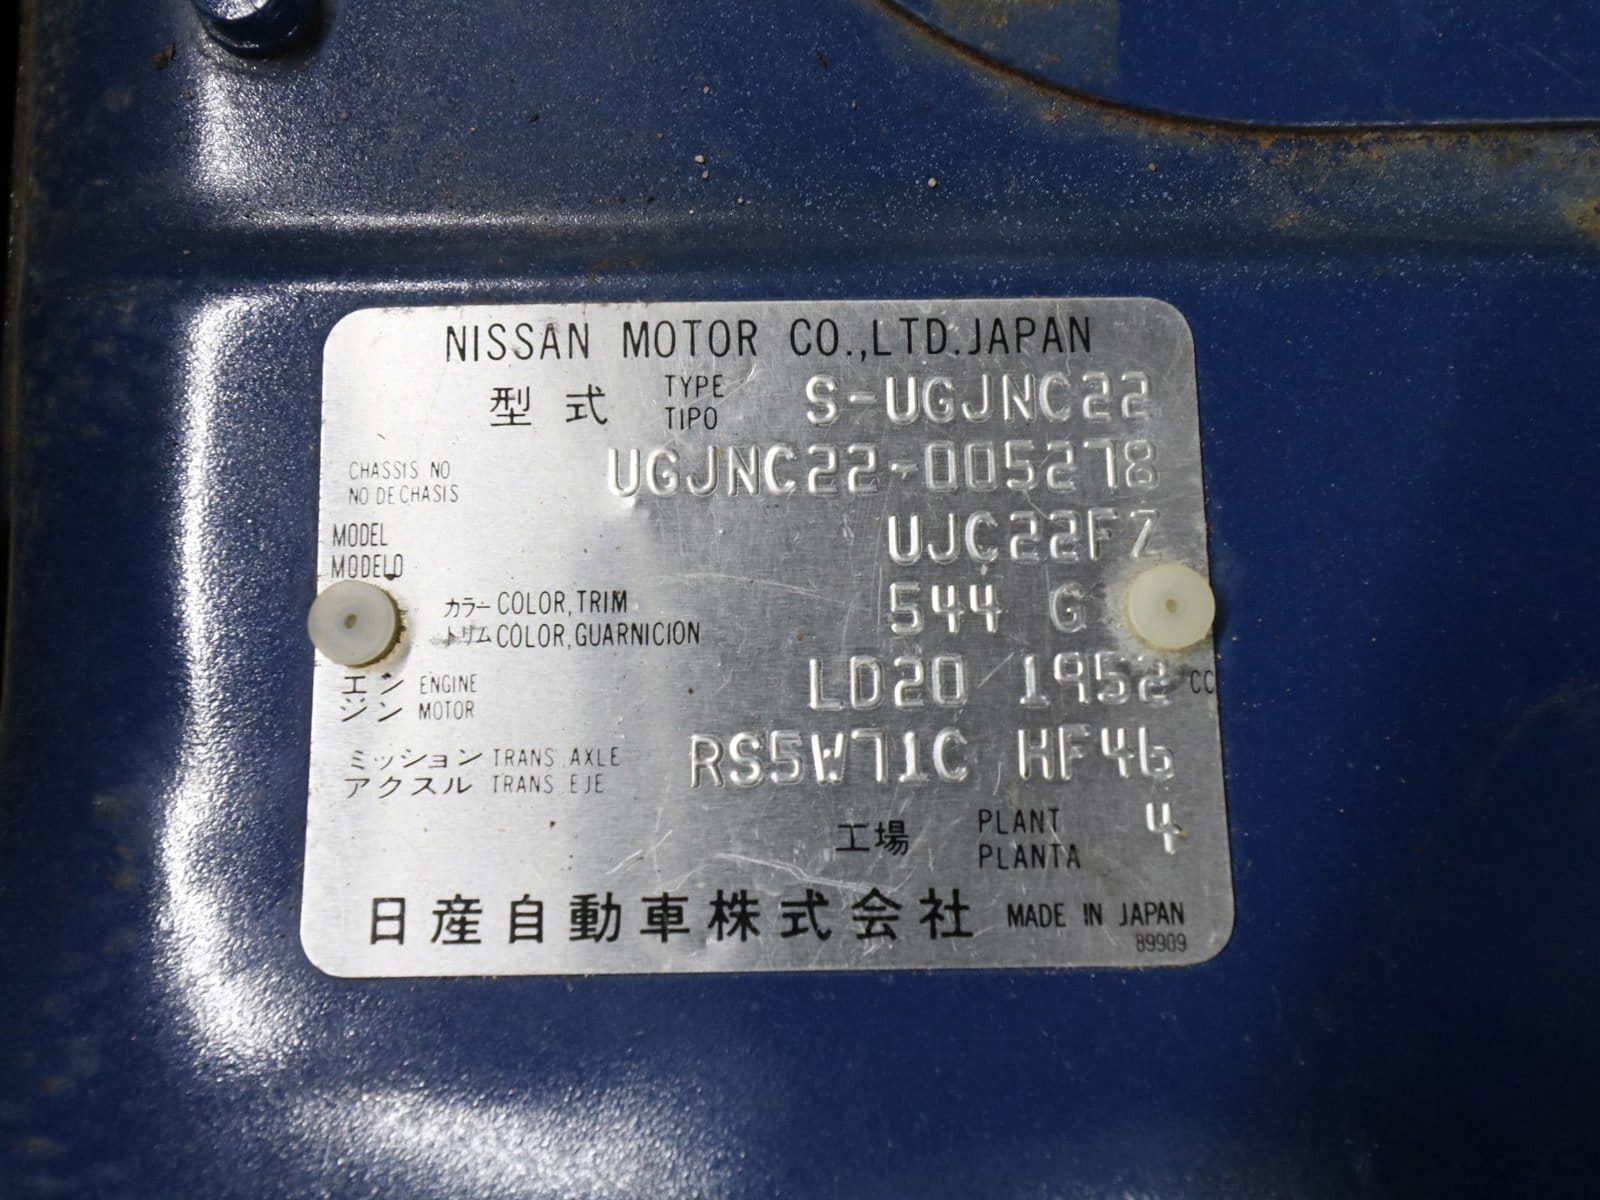 NISSAN MOTOR CO.,LTD.JAPAN
型式 TYPE S-UGJNC22
TIPO
CHASSIS NO UGJNC22-005278
NO DE CHASIS
MODEL UJC22FZ
MODELO
カラー COLOR,TRIM 544 G
トリム COLOR,GUARNICION
エン ENGINE LD20 1952 CC
ジン MOTOR
ミッション TRANS. AXLE RS5W71C HF46
アクスル TRANS. EJE
工場 PLANT 4
PLANTA
日産自動車株式会社 MADE IN JAPAN
89909